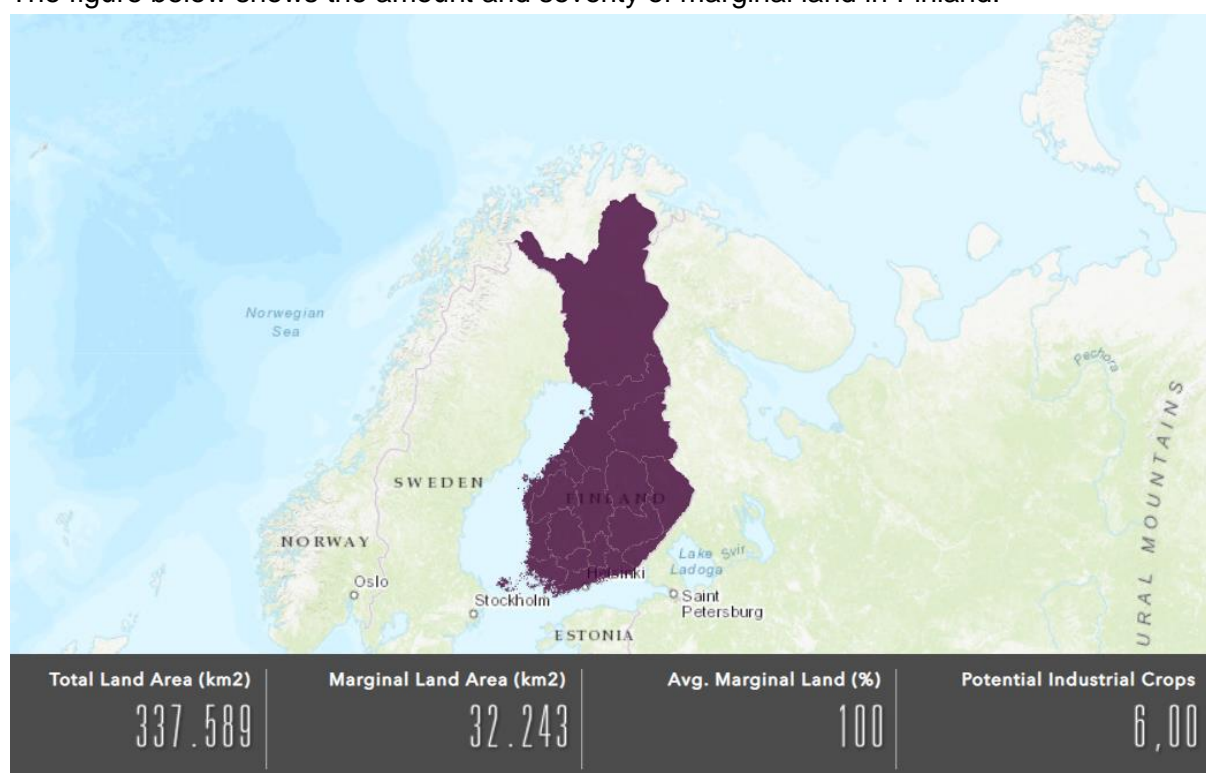 The figure below shows the amount and severity of marginal land in Finland.
Norwegian
Sea
Pechora
SWEDEN
FINLAND
NORWAY
Lake Svir
Ladoga
Helsinki
Oslo
Saint
Petersburg
Stockholm
ESTONIA
URAL MOUNTAINS
Total Land Area (km2)
337.589
Marginal Land Area (km2)
32.243
Avg. Marginal Land (%)
100
Potential Industrial Crops
6,00